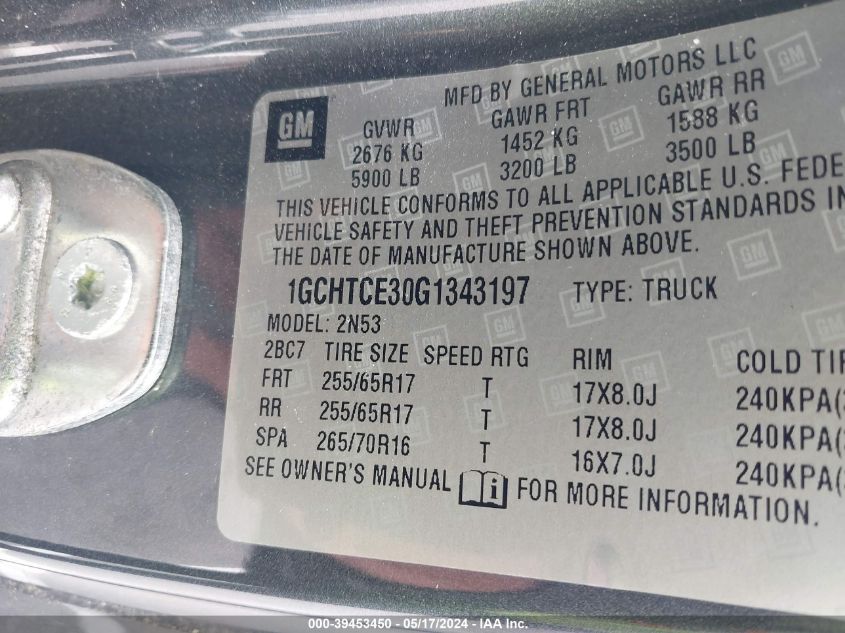 MFD BY GENERAL MOTORS LLC
GM
GVWR GAWR FRT GAWR RR
2676 KG 1452 KG 1588 KG
5900 LB 3200 LB 3500 LB
THIS VEHICLE CONFORMS TO ALL APPLICABLE U.S. FEDE
VEHICLE SAFETY AND THEFT PREVENTION STANDARDS IN
THE DATE OF MANUFACTURE SHOWN ABOVE.
1GCHTCE30G1343197 TYPE: TRUCK
MODEL: 2N53
2BC7 TIRE SIZE SPEED RTG RIM COLD TIR
FRT 255/65R17 T 17X8.0J 240KPA(
RR 255/65R17 T 17X8.0J 240KPA(
SPA 265/70R16 T 16X7.0J 240KPA(
SEE OWNER'S MANUAL i FOR MORE INFORMATION.
000-39453450 - 05/17/2024 - IAA Inc.